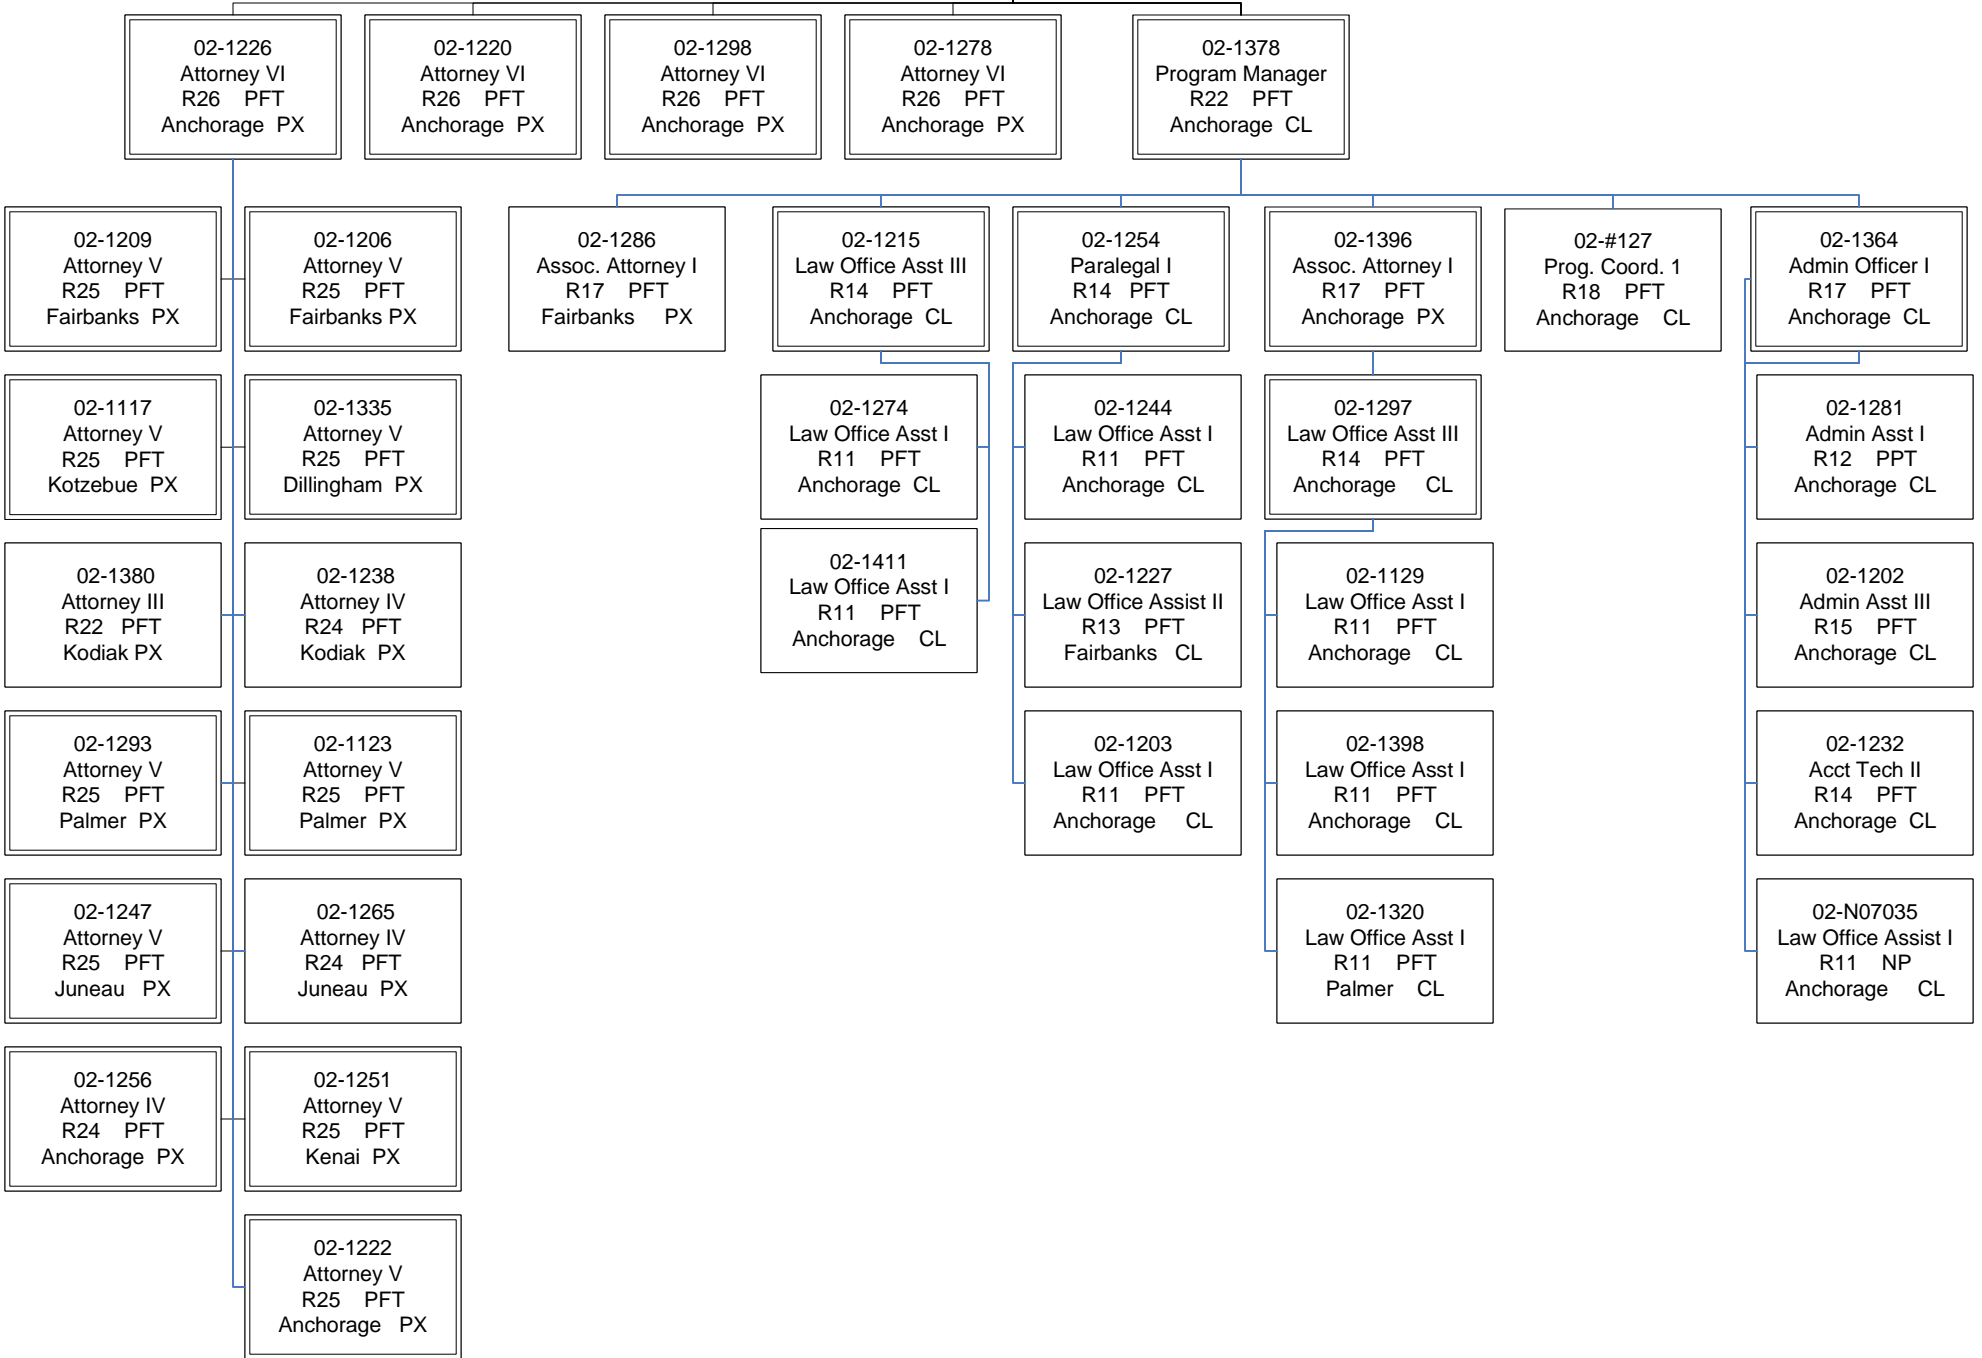 02-1226
Attorney VI
R26 PFT
Anchorage PX
02-1220
Attorney VI
R26 PFT
Anchorage PX
02-1298
Attorney VI
R26 PFT
Anchorage PX
02-1278
Attorney VI
R26 PFT
Anchorage PX
02-1378
Program Manager
R22 PFT
Anchorage CL
02-1209
Attorney V
R25 PFT
Fairbanks PX
02-1206
Attorney V
R25 PFT
Fairbanks PX
02-1286
Assoc. Attorney I
R17 PFT
Fairbanks PX
02-1215
Law Office Asst III
R14 PFT
Anchorage CL
02-1254
Paralegal I
R14 PFT
Anchorage CL
02-1396
Assoc. Attorney I
R17 PFT
Anchorage PX
02-#127
Prog. Coord. 1
R18 PFT
Anchorage CL
02-1364
Admin Officer I
R17 PFT
Anchorage CL
02-1117
Attorney V
R25 PFT
Kotzebue PX
02-1335
Attorney V
R25 PFT
Dillingham PX
02-1274
Law Office Asst I
R11 PFT
Anchorage CL
02-1244
Law Office Asst I
R11 PFT
Anchorage CL
02-1297
Law Office Asst III
R14 PFT
Anchorage CL
02-1281
Admin Asst I
R12 PPT
Anchorage CL
02-1380
Attorney III
R22 PFT
Kodiak PX
02-1238
Attorney IV
R24 PFT
Kodiak PX
02-1411
Law Office Asst I
R11 PFT
Anchorage CL
02-1227
Law Office Assist II
R13 PFT
Fairbanks CL
02-1129
Law Office Asst I
R11 PFT
Anchorage CL
02-1202
Admin Asst III
R15 PFT
Anchorage CL
02-1293
Attorney V
R25 PFT
Palmer PX
02-1123
Attorney V
R25 PFT
Palmer PX
02-1203
Law Office Asst I
R11 PFT
Anchorage CL
02-1398
Law Office Asst I
R11 PFT
Anchorage CL
02-1232
Acct Tech II
R14 PFT
Anchorage CL
02-1247
Attorney V
R25 PFT
Juneau PX
02-1265
Attorney IV
R24 PFT
Juneau PX
02-1320
Law Office Asst I
R11 PFT
Palmer CL
02-N07035
Law Office Assist I
R11 NP
Anchorage CL
02-1256
Attorney IV
R24 PFT
Anchorage PX
02-1251
Attorney V
R25 PFT
Kenai PX
02-1222
Attorney V
R25 PFT
Anchorage PX